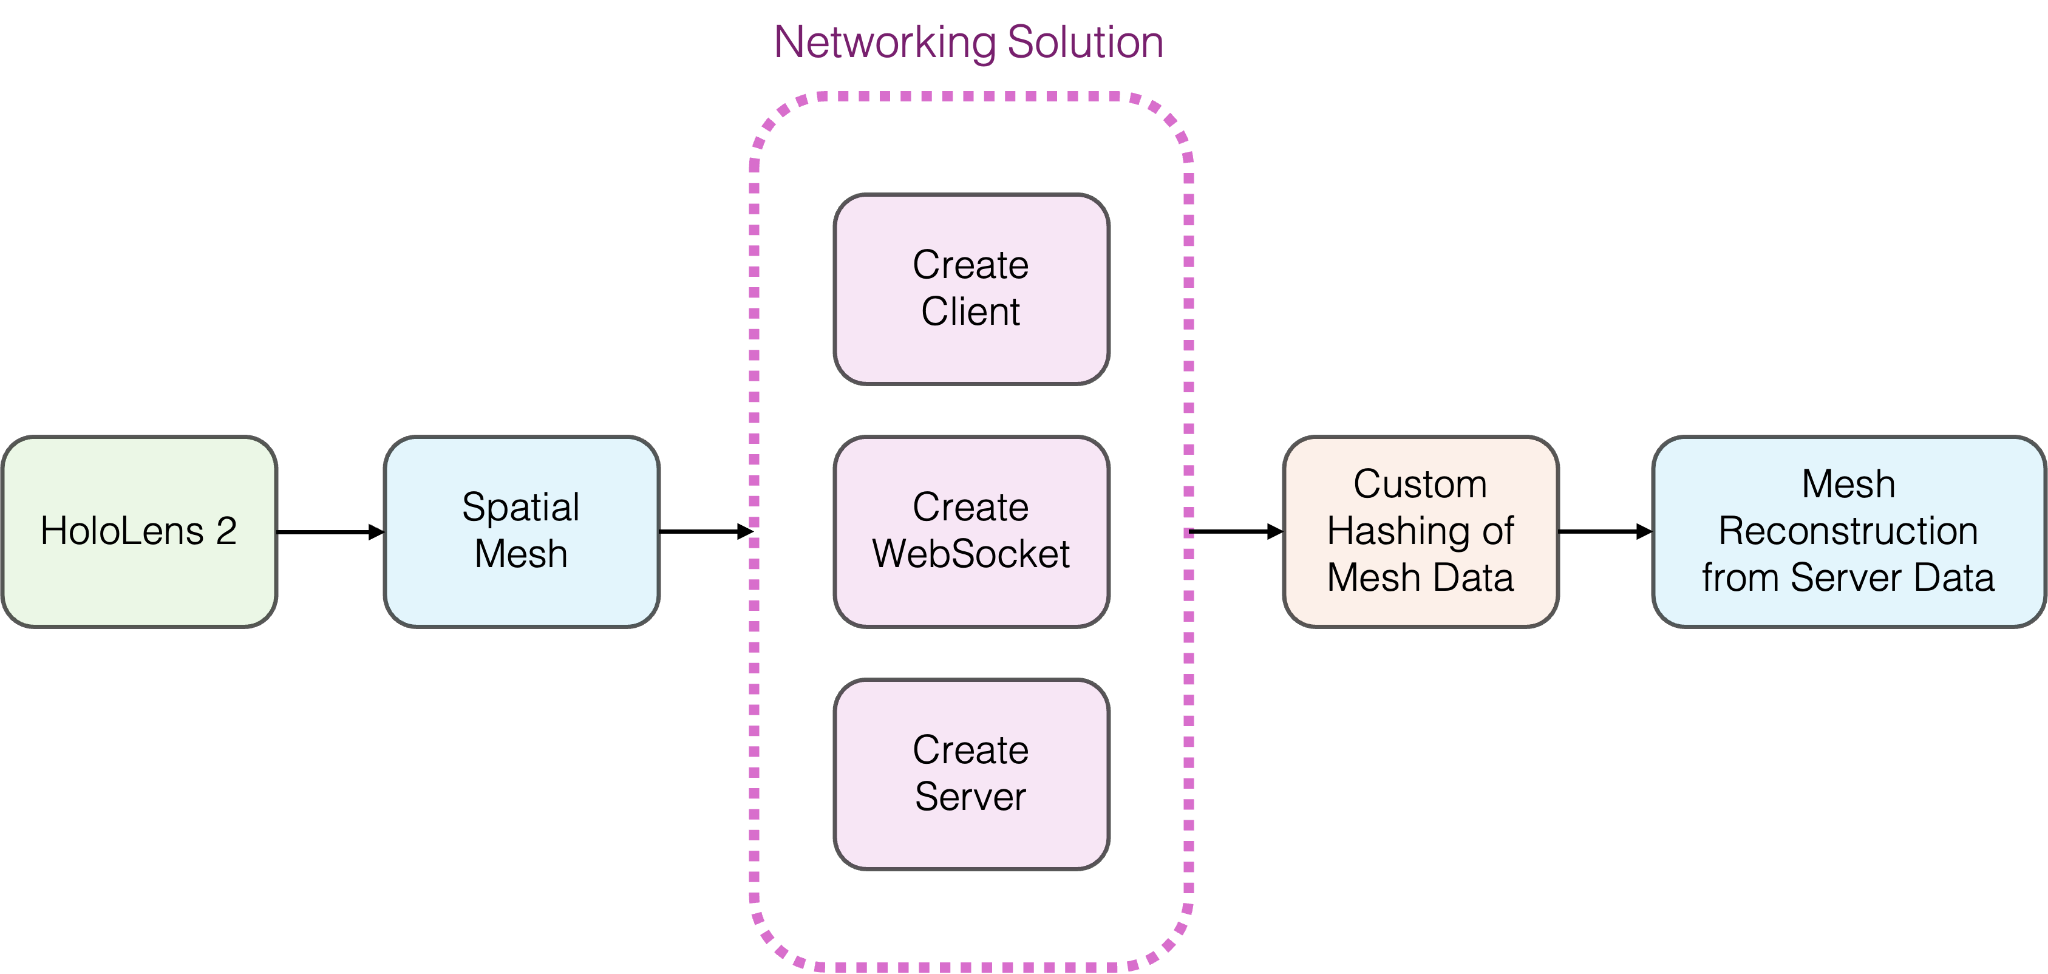 Networking Solution
HoloLens 2
Spatial
Mesh
Create
Client
Create
WebSocket
Create
Server
Custom
Hashing of
Mesh Data
Mesh
Reconstruction
from Server Data